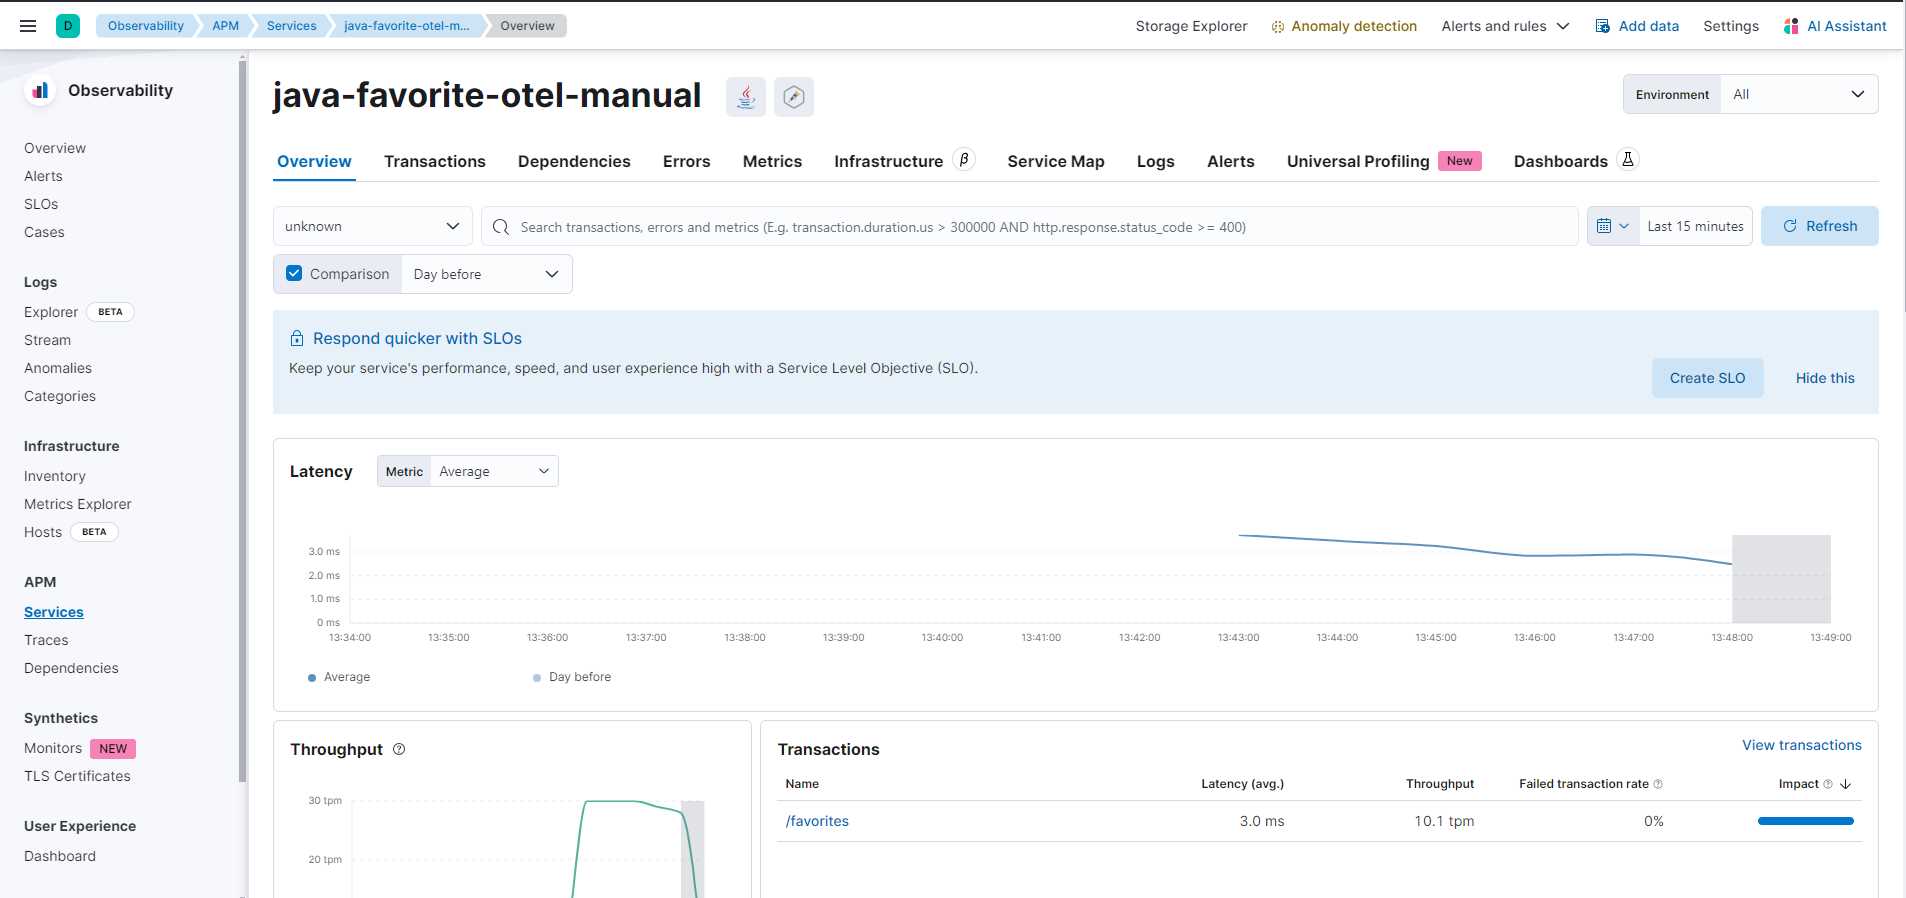 D Observability APM Services java-favorite-otel-m... Overview Storage Explorer Anomaly detection Alerts and rules Add data Settings AI Assistant
Observability
Overview
Alerts
SLOs
Cases
Logs
Explorer BETA
Stream
Anomalies
Categories
Infrastructure
Inventory
Metrics Explorer
Hosts BETA
APM
Services
Traces
Dependencies
Synthetics
Monitors NEW
TLS Certificates
User Experience
Dashboard
java-favorite-otel-manual
Environment All
Overview Transactions Dependencies Errors Metrics Infrastructure β Service Map Logs Alerts Universal Profiling New Dashboards
unknown Search transactions, errors and metrics (E.g. transaction.duration.us > 300000 AND http.response.status_code >= 400) Last 15 minutes Refresh
Comparison Day before
Respond quicker with SLOs
Keep your service's performance, speed, and user experience high with a Service Level Objective (SLO).
Create SLO Hide this
Latency Metric Average
3.0 ms
2.0 ms
1.0 ms
0 ms
13:34:00 13:35:00 13:36:00 13:37:00 13:38:00 13:39:00 13:40:00 13:41:00 13:42:00 13:43:00 13:44:00 13:45:00 13:46:00 13:47:00 13:48:00 13:49:00
Average Day before
Throughput
30 tpm
20 tpm
Transactions View transactions
Name Latency (avg.) Throughput Failed transaction rate Impact
/favorites 3.0 ms 10.1 tpm 0%